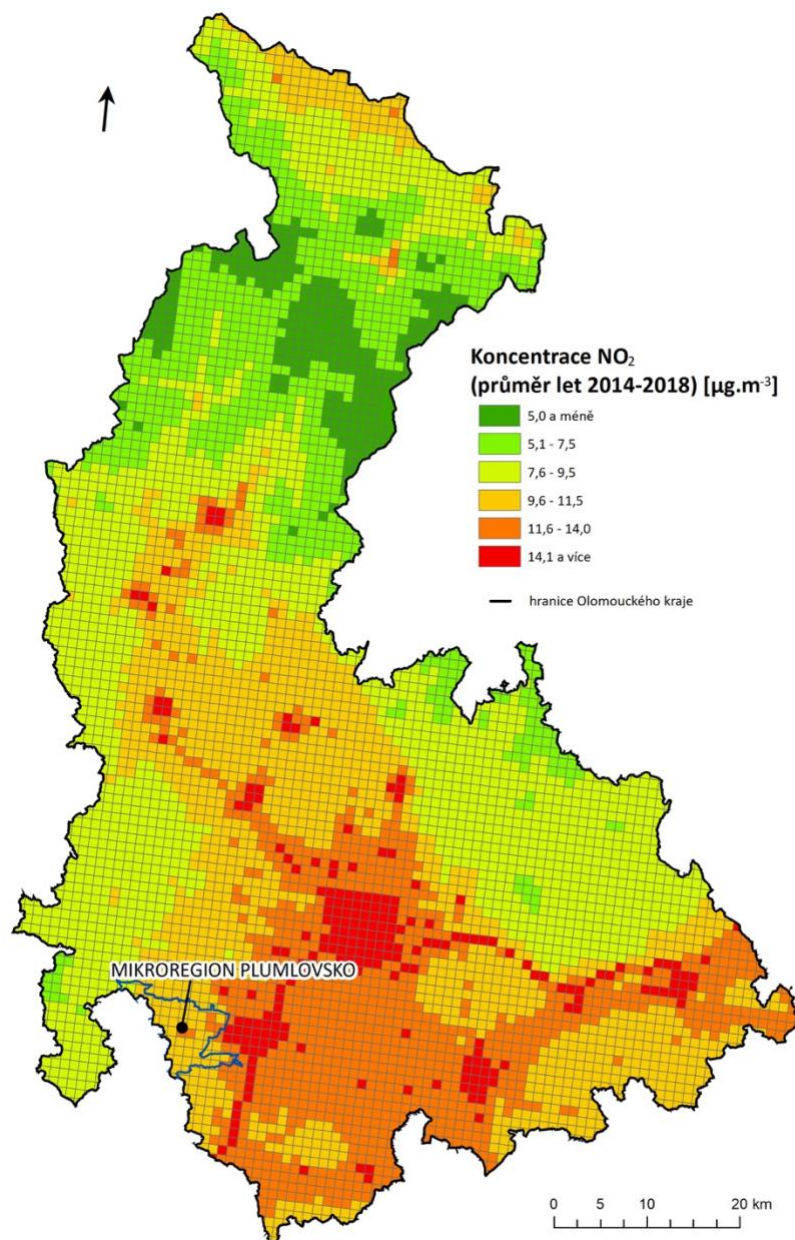 Koncentrace NO₂
(průměr let 2014-2018) [µg.m⁻³]
5,0 a méně
5,1 - 7,5
7,6 - 9,5
9,6 - 11,5
11,6 - 14,0
14,1 a více
hranice Olomouckého kraje
MIKROREGION PLUMLOVSKO
0 5 10 20 km